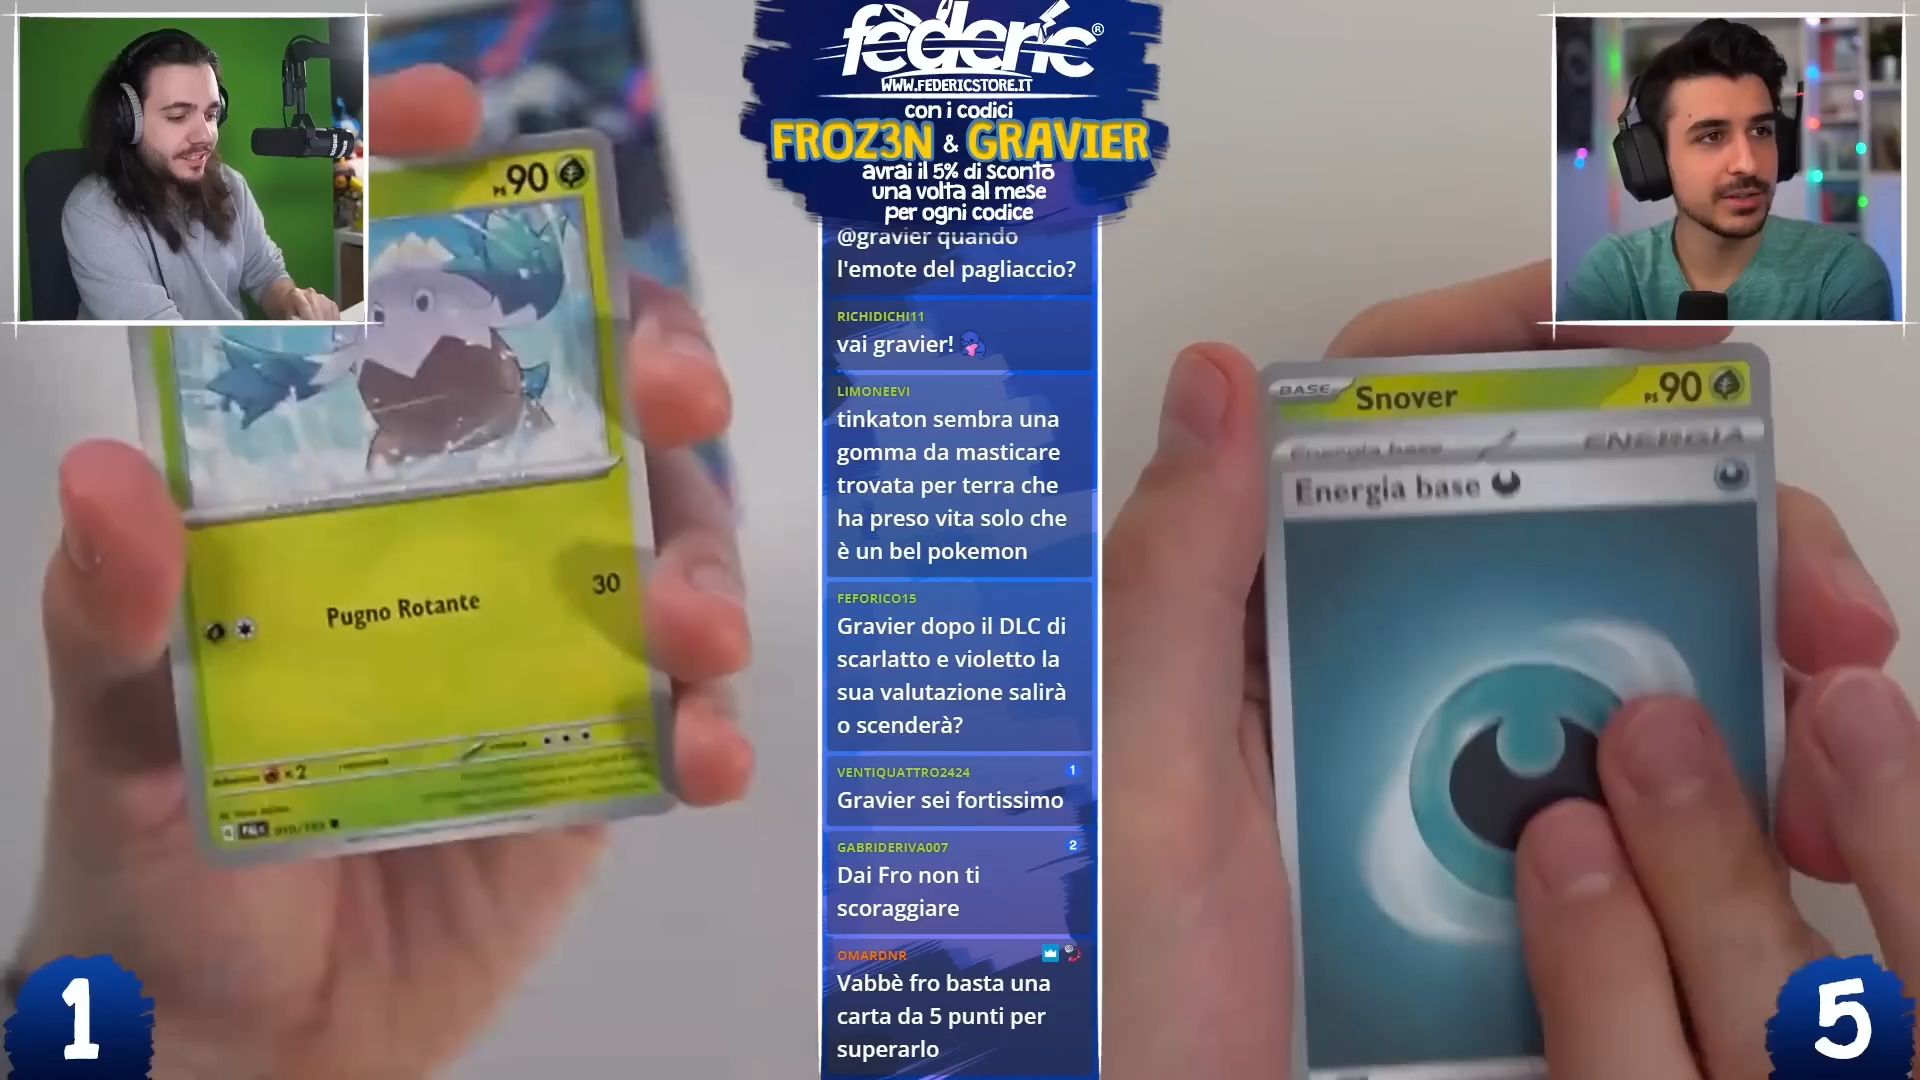 federic®
WWW.FEDERICSTORE.IT
con i codici
FROZ3N & GRAVIER
avrai il 5% di sconto
una volta al mese
per ogni codice
@gravier quando
l'emote del pagliaccio?
RICHIDICHI11
vai gravier!
LIMONEEVI
tinkaton sembra una
gomma da masticare
trovata per terra che
ha preso vita solo che
è un bel pokemon
FEFORICO15
Gravier dopo il DLC di
scarlatto e violetto la
sua valutazione salirà
o scenderà?
VENTIQUATTRO2424 1
Gravier sei fortissimo
GABRIDERIVA007 2
Dai Fro non ti
scoraggiare
OMARDNR
Vabbè fro basta una
carta da 5 punti per
superarlo
PS 90
Pugno Rotante 30
×2
1
BASE Snover PS 90
Energia base ENERGIA
Energia base
5